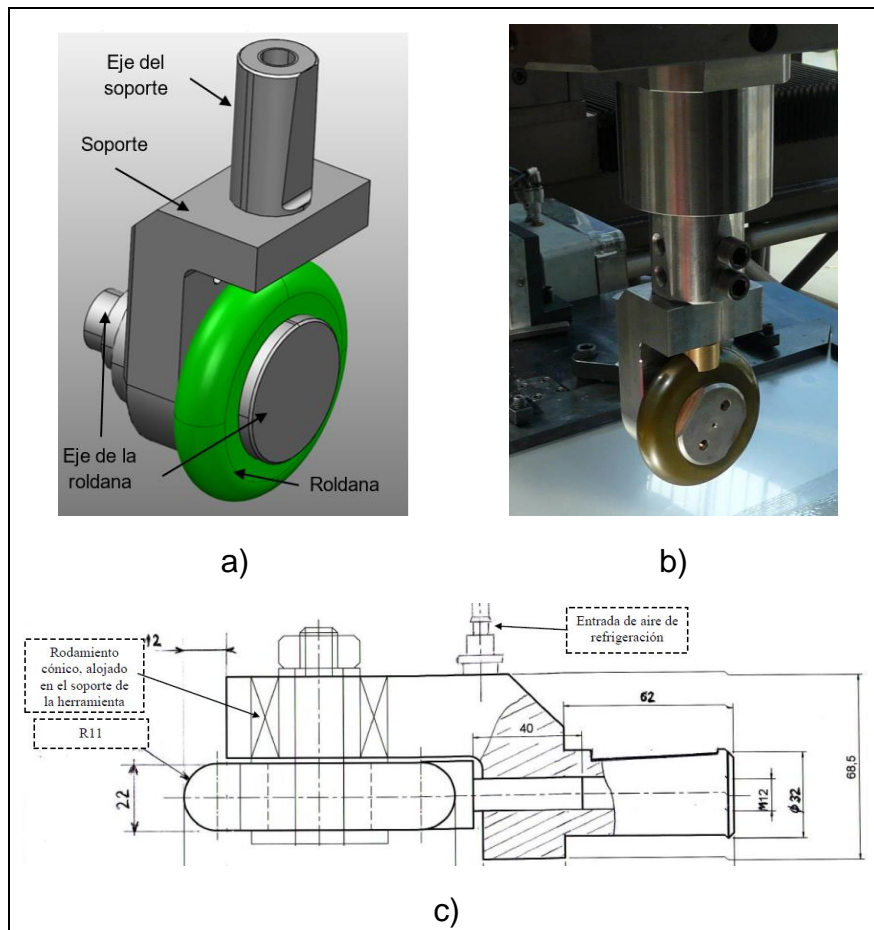 Eje del
soporte
Soporte
Eje de la
roldana
Roldana
a)
b)
Rodamiento
cónico, alojado
en el soporte de
la herramienta
R11
Entrada de aire de
refrigeración
12
22
40
62
M12
ϕ32
68,5
c)